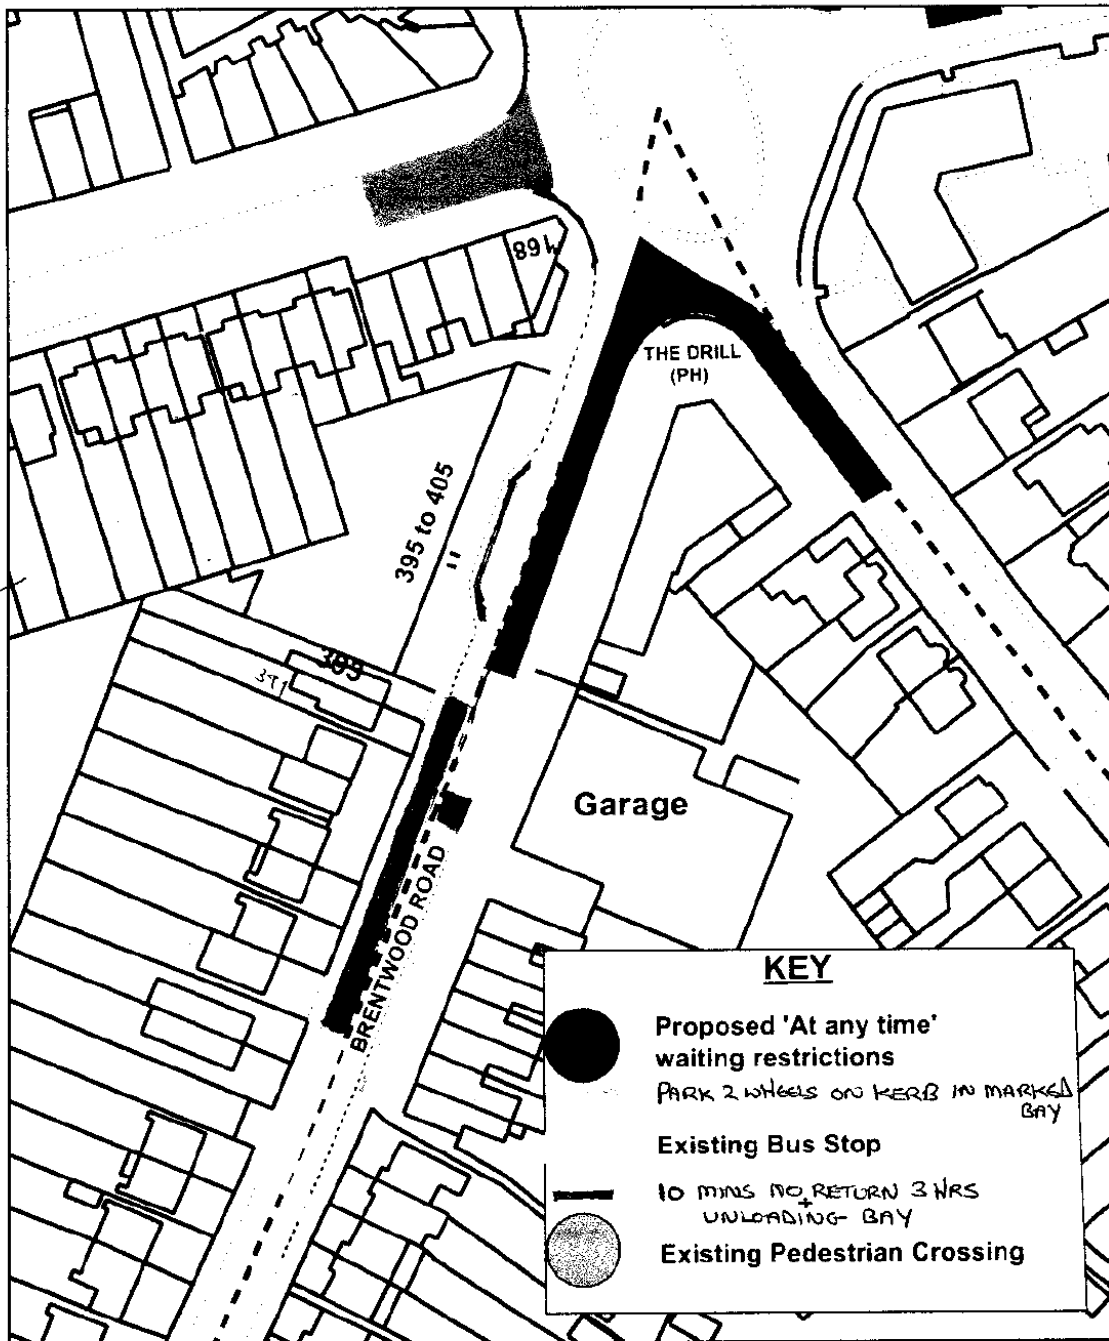 168
THE DRILL
(PH)
395 to 405
389
391
Garage
BRENTWOOD ROAD
KEY
Proposed 'At any time'
waiting restrictions
PARK 2 WHEELS ON KERB IN MARKED
BAY
Existing Bus Stop
10 MINS NO RETURN 3 HRS
+
UNLOADING BAY
Existing Pedestrian Crossing